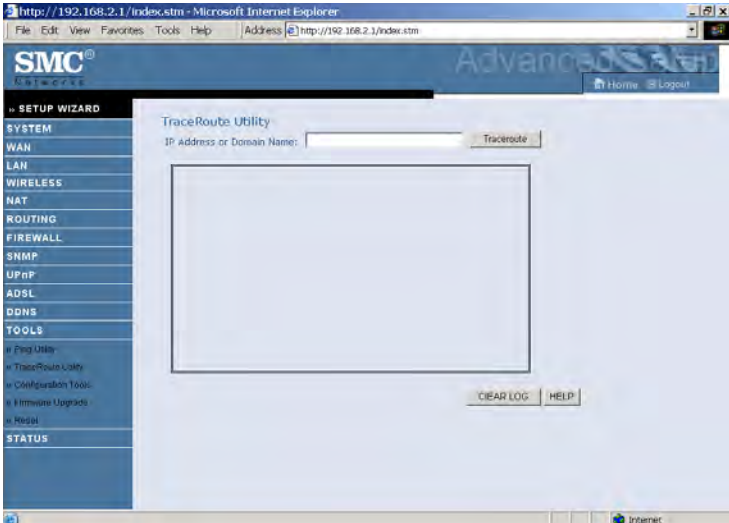 http://192.168.2.1/index.stm - Microsoft Internet Explorer
File Edit View Favorites Tools Help Address http://192.168.2.1/index.stm
SMC®
Networks
Advanced Setup
Home Logout
» SETUP WIZARD
SYSTEM
WAN
LAN
WIRELESS
NAT
ROUTING
FIREWALL
SNMP
UPnP
ADSL
DDNS
TOOLS
» Ping Utility
» TraceRoute Utility
» Configuration Tools
» Firmware Upgrade
» Reset
STATUS
TraceRoute Utility
IP Address or Domain Name: Traceroute
CLEAR LOG HELP
Internet